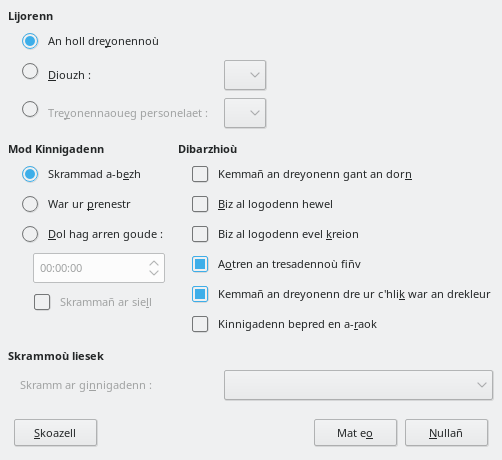 Lijorenn
An holl dreyonennoù
Diouzh :
Treyonennaoueg personelaet :
Mod Kinnigadenn
Dibarzhioù
Skrammad a-bezh
Kemmañ an dreyonenn gant an dorn
War ur prenestr
Biz al logodenn hewel
Dol hag arren goude :
Biz al logodenn evel kreion
00:00:00
Aotren an tresadennoù fiñv
Skrammañ ar siell
Kemmañ an dreyonenn dre ur c'hlik war an drekleur
Kinnigadenn bepred en a-raok
Skrammoù liesek
Skramm ar ginnigadenn :
Skoazell
Mat eo
Nullañ